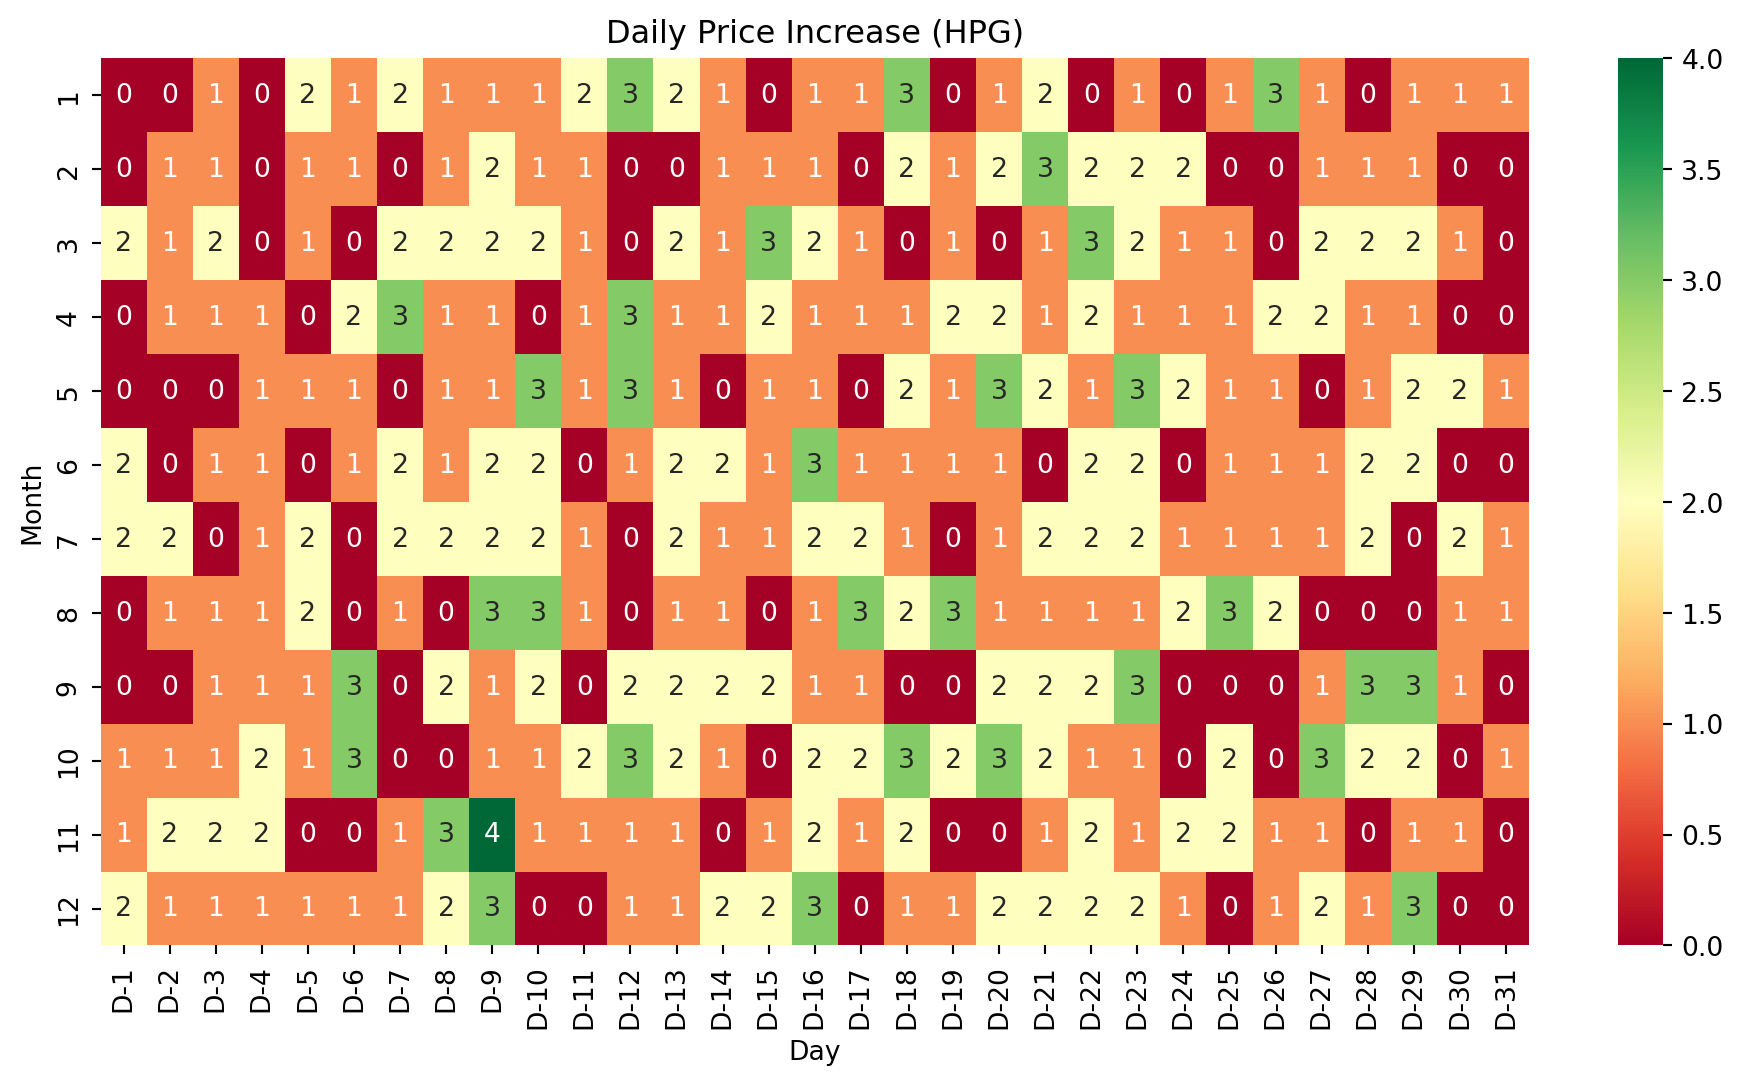 Daily Price Increase (HPG)
1 0 0 1 0 2 1 2 1 1 1 2 3 2 1 0 1 1 3 0 1 2 0 1 0 1 3 1 0 1 1 1
2 0 1 1 0 1 1 0 1 2 1 1 0 0 1 1 1 0 2 1 2 3 2 2 2 0 0 1 1 1 0 0
3 2 1 2 0 1 0 2 2 2 2 1 0 2 1 3 2 1 0 1 0 1 3 2 1 1 0 2 2 2 1 0
4 0 1 1 1 0 2 3 1 1 0 1 3 1 1 2 1 1 1 2 2 1 2 1 1 1 2 2 1 1 0 0
5 0 0 0 1 1 1 0 1 1 3 1 3 1 0 1 1 0 2 1 3 2 1 3 2 1 1 0 1 2 2 1
6 2 0 1 1 0 1 2 1 2 2 0 1 2 2 1 3 1 1 1 1 0 2 2 0 1 1 1 2 2 0 0
7 2 2 0 1 2 0 2 2 2 2 1 0 2 1 1 2 2 1 0 1 2 2 2 1 1 1 1 2 0 2 1
8 0 1 1 1 2 0 1 0 3 3 1 0 1 1 0 1 3 2 3 1 1 1 1 2 3 2 0 0 0 1 1
9 0 0 1 1 1 3 0 2 1 2 0 2 2 2 2 1 1 0 0 2 2 2 3 0 0 0 1 3 3 1 0
10 1 1 1 2 1 3 0 0 1 1 2 3 2 1 0 2 2 3 2 3 2 1 1 0 2 0 3 2 2 0 1
11 1 2 2 2 0 0 1 3 4 1 1 1 1 0 1 2 1 2 0 0 1 2 1 2 2 1 1 0 1 1 0
12 2 1 1 1 1 1 1 2 3 0 0 1 1 2 2 3 0 1 1 2 2 2 2 1 0 1 2 1 3 0 0
Month
D-1 D-2 D-3 D-4 D-5 D-6 D-7 D-8 D-9 D-10 D-11 D-12 D-13 D-14 D-15 D-16 D-17 D-18 D-19 D-20 D-21 D-22 D-23 D-24 D-25 D-26 D-27 D-28 D-29 D-30 D-31
Day
4.0
3.5
3.0
2.5
2.0
1.5
1.0
0.5
0.0